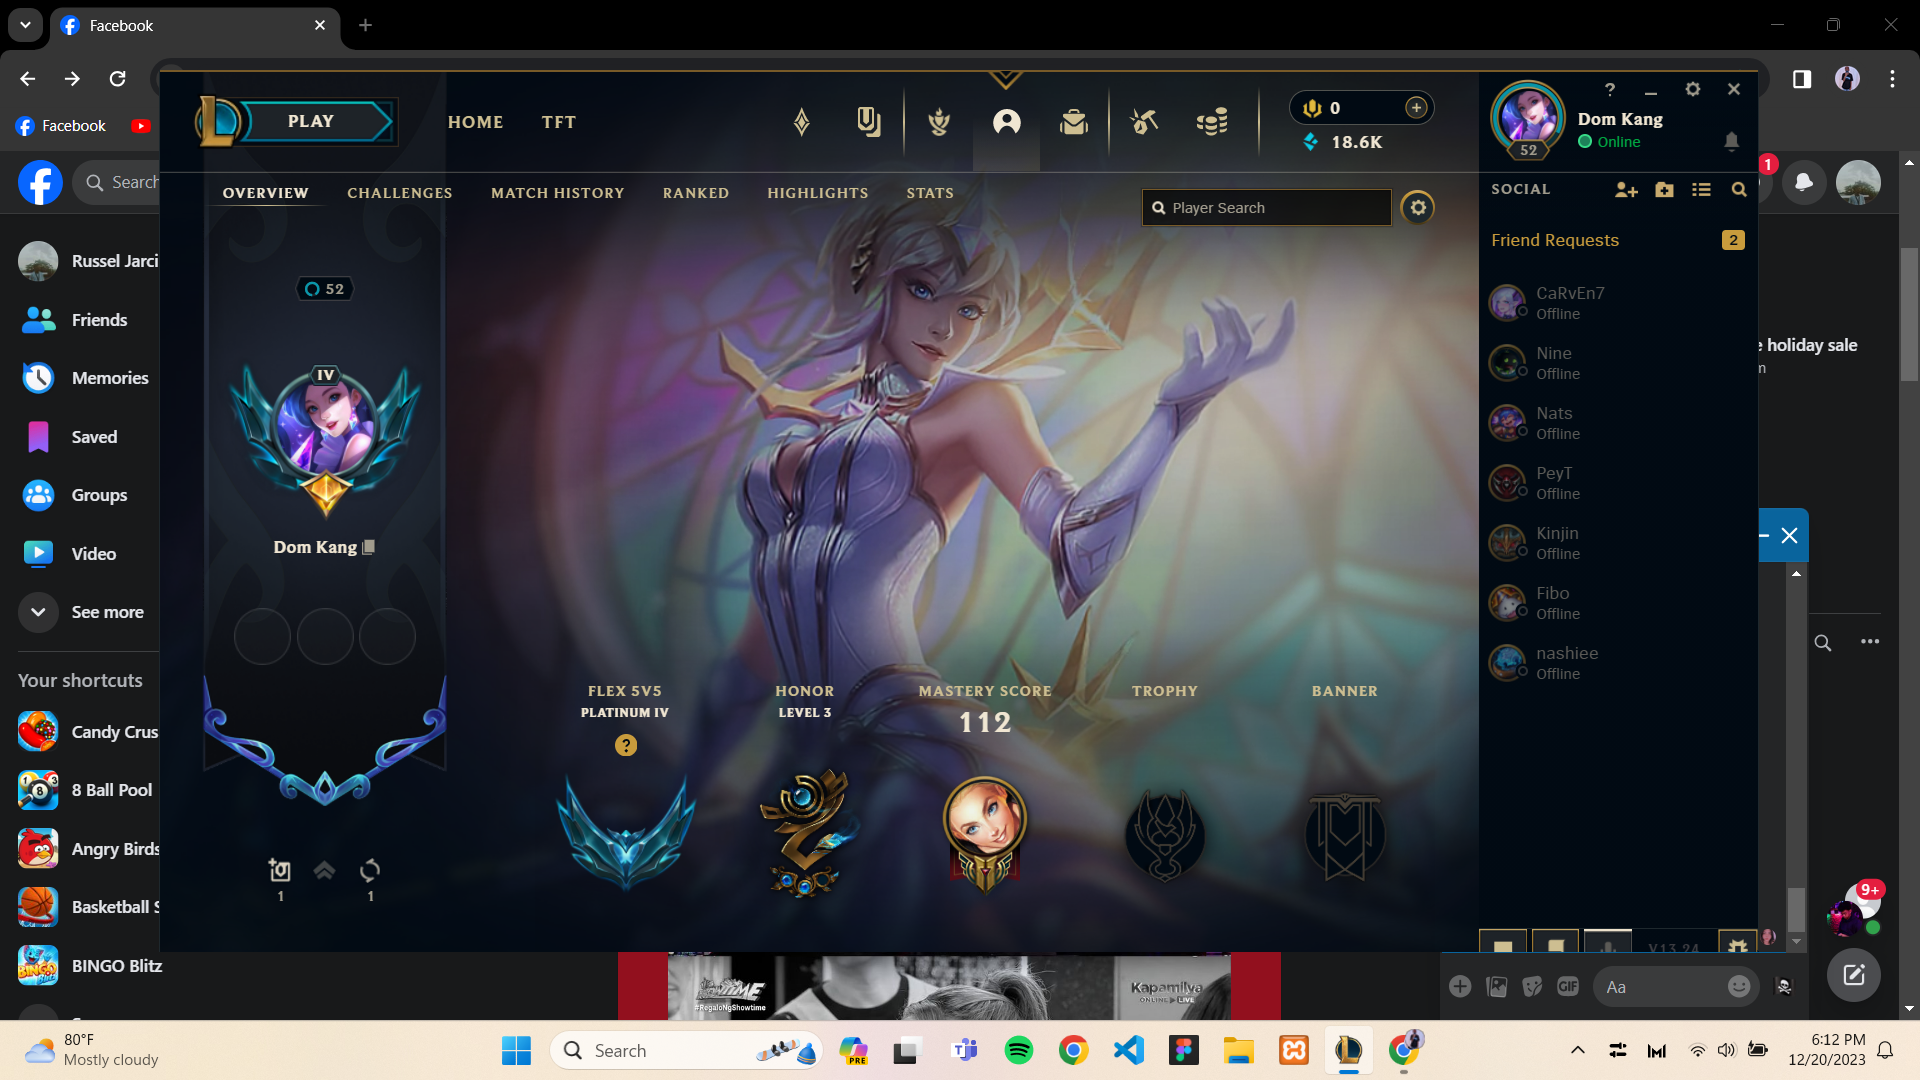 Facebook
Facebook
Search
1
Russel Jarci
Friends
Memories
Saved
Groups
Video
See more
Your shortcuts
Candy Crus
8 Ball Pool
Angry Birds
Basketball S
BINGO Blitz
PLAY
HOME
TFT
0
18.6K
OVERVIEW
CHALLENGES
MATCH HISTORY
RANKED
HIGHLIGHTS
STATS
Player Search
52
IV
Dom Kang
1
1
FLEX 5V5
PLATINUM IV
?
HONOR
LEVEL 3
MASTERY SCORE
112
TROPHY
BANNER
?
52
Dom Kang
Online
SOCIAL
Friend Requests
2
CaRvEn7
Offline
Nine
Offline
Nats
Offline
PeyT
Offline
Kinjin
Offline
Fibo
Offline
nashiee
Offline
V13.24
e holiday sale
m
9+
GIF
Aa
#RegaloNgShowtime
Kapamilya
ONLINE LIVE
80°F
Mostly cloudy
Search
PRE
6:12 PM
12/20/2023